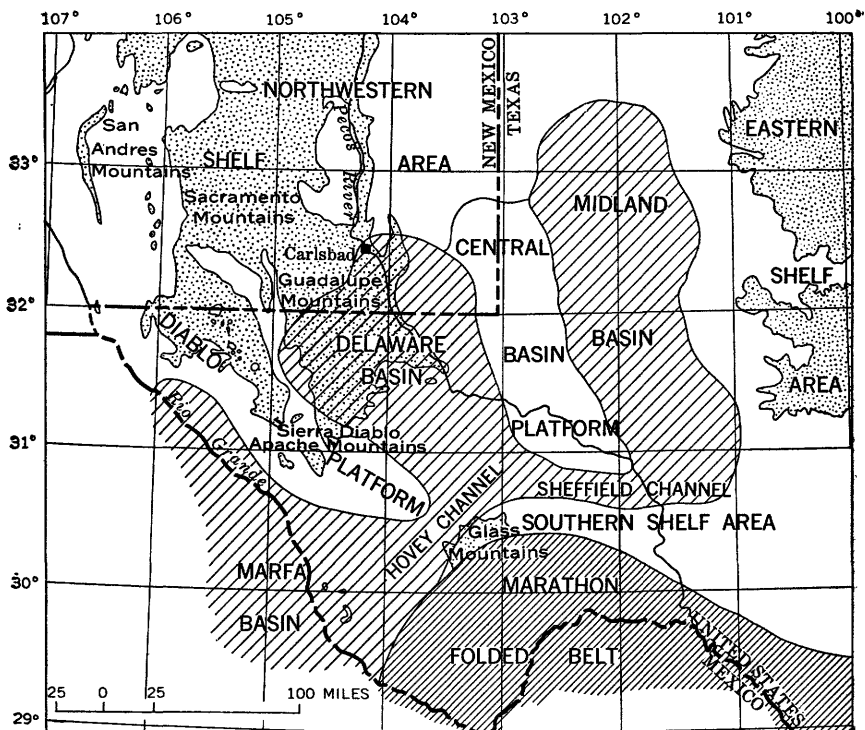 107° 106° 105° 104° 103° 102° 101° 100°
NORTHWESTERN
NEW MEXICO
TEXAS
Pecos River
EASTERN
San
Andres
Mountains
33°
SHELF
AREA
Sacramento
Mountains
MIDLAND
Carlsbad
CENTRAL
Guadalupe
Mountains
SHELF
32°
DIABLO
DELAWARE
BASIN
BASIN
BASIN
AREA
Rio Grande
PLATFORM
Sierra Diablo
Apache Mountains
31°
PLATFORM
SHEFFIELD CHANNEL
HOVEY CHANNEL
SOUTHERN SHELF AREA
Glass
Mountains
30°
MARFA
MARATHON
BASIN
FOLDED BELT
UNITED STATES
MEXICO
25 0 25 100 MILES
29°